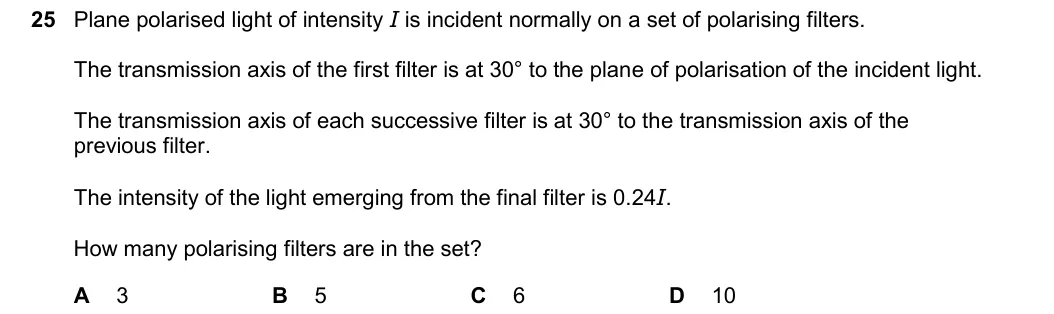 25 Plane polarised light of intensity I is incident normally on a set of polarising filters.
The transmission axis of the first filter is at 30° to the plane of polarisation of the incident light.
The transmission axis of each successive filter is at 30° to the transmission axis of the
previous filter.
The intensity of the light emerging from the final filter is 0.24I.
How many polarising filters are in the set?
A 3 B 5 C 6 D 10